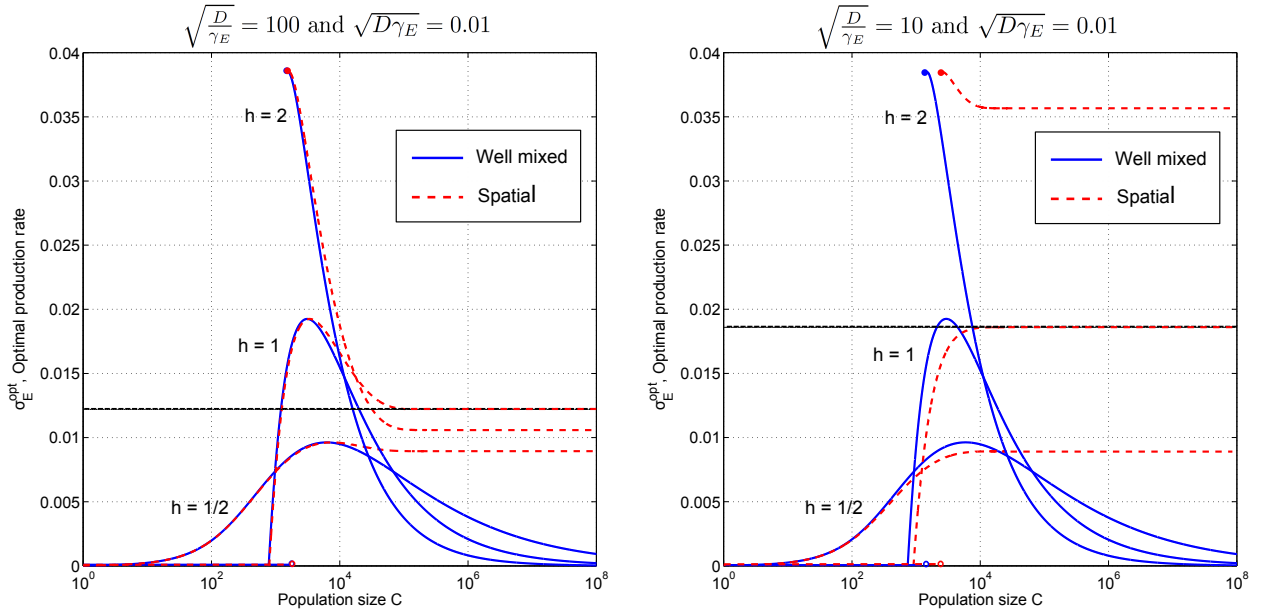 √(D/γ_E) = 100 and √(Dγ_E) = 0.01
0.04
0.035
0.03
0.025
0.02
0.015
0.01
0.005
0
σ_E^opt, Optimal production rate
h = 2
h = 1
h = 1/2
Well mixed
Spatial
10^0
10^2
10^4
10^6
10^8
Population size C
√(D/γ_E) = 10 and √(Dγ_E) = 0.01
0.04
0.035
0.03
0.025
0.02
0.015
0.01
0.005
0
σ_E^opt, Optimal production rate
h = 2
h = 1
h = 1/2
Well mixed
Spatial
10^0
10^2
10^4
10^6
10^8
Population size C